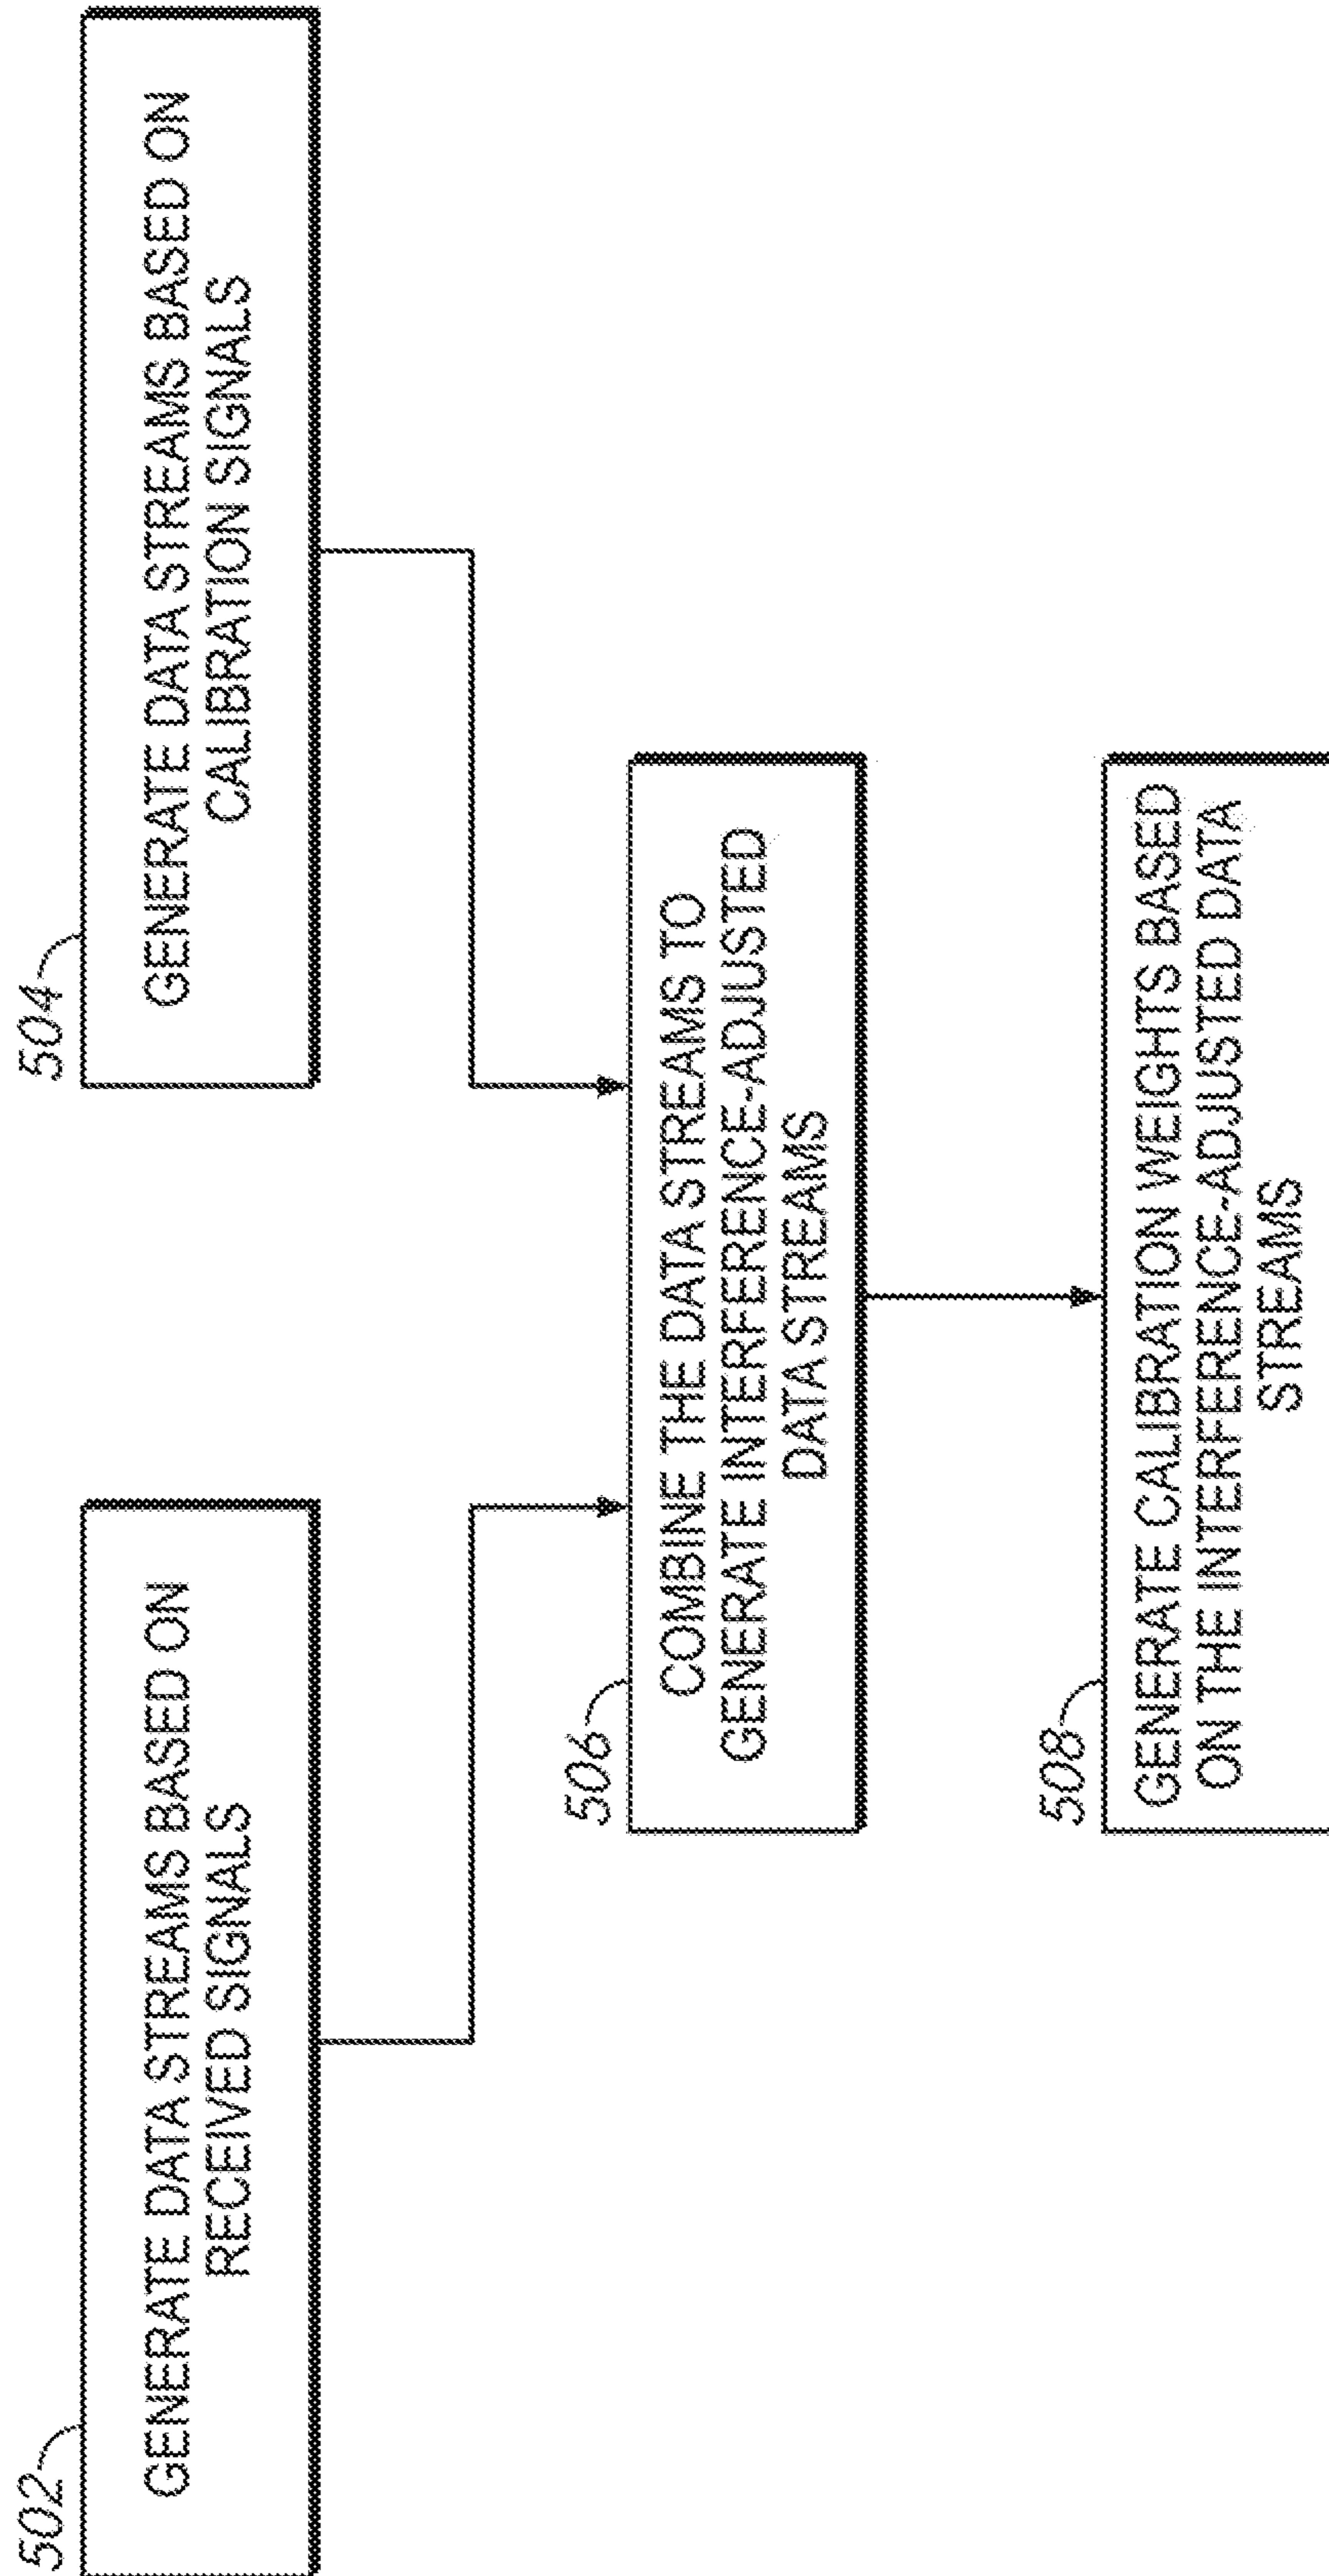 502
GENERATE DATA STREAMS BASED ON
RECEIVED SIGNALS
504
GENERATE DATA STREAMS BASED ON
CALIBRATION SIGNALS
506
COMBINE THE DATA STREAMS TO
GENERATE INTERFERENCE-ADJUSTED
DATA STREAMS
508
GENERATE CALIBRATION WEIGHTS BASED
ON THE INTERFERENCE-ADJUSTED DATA
STREAMS